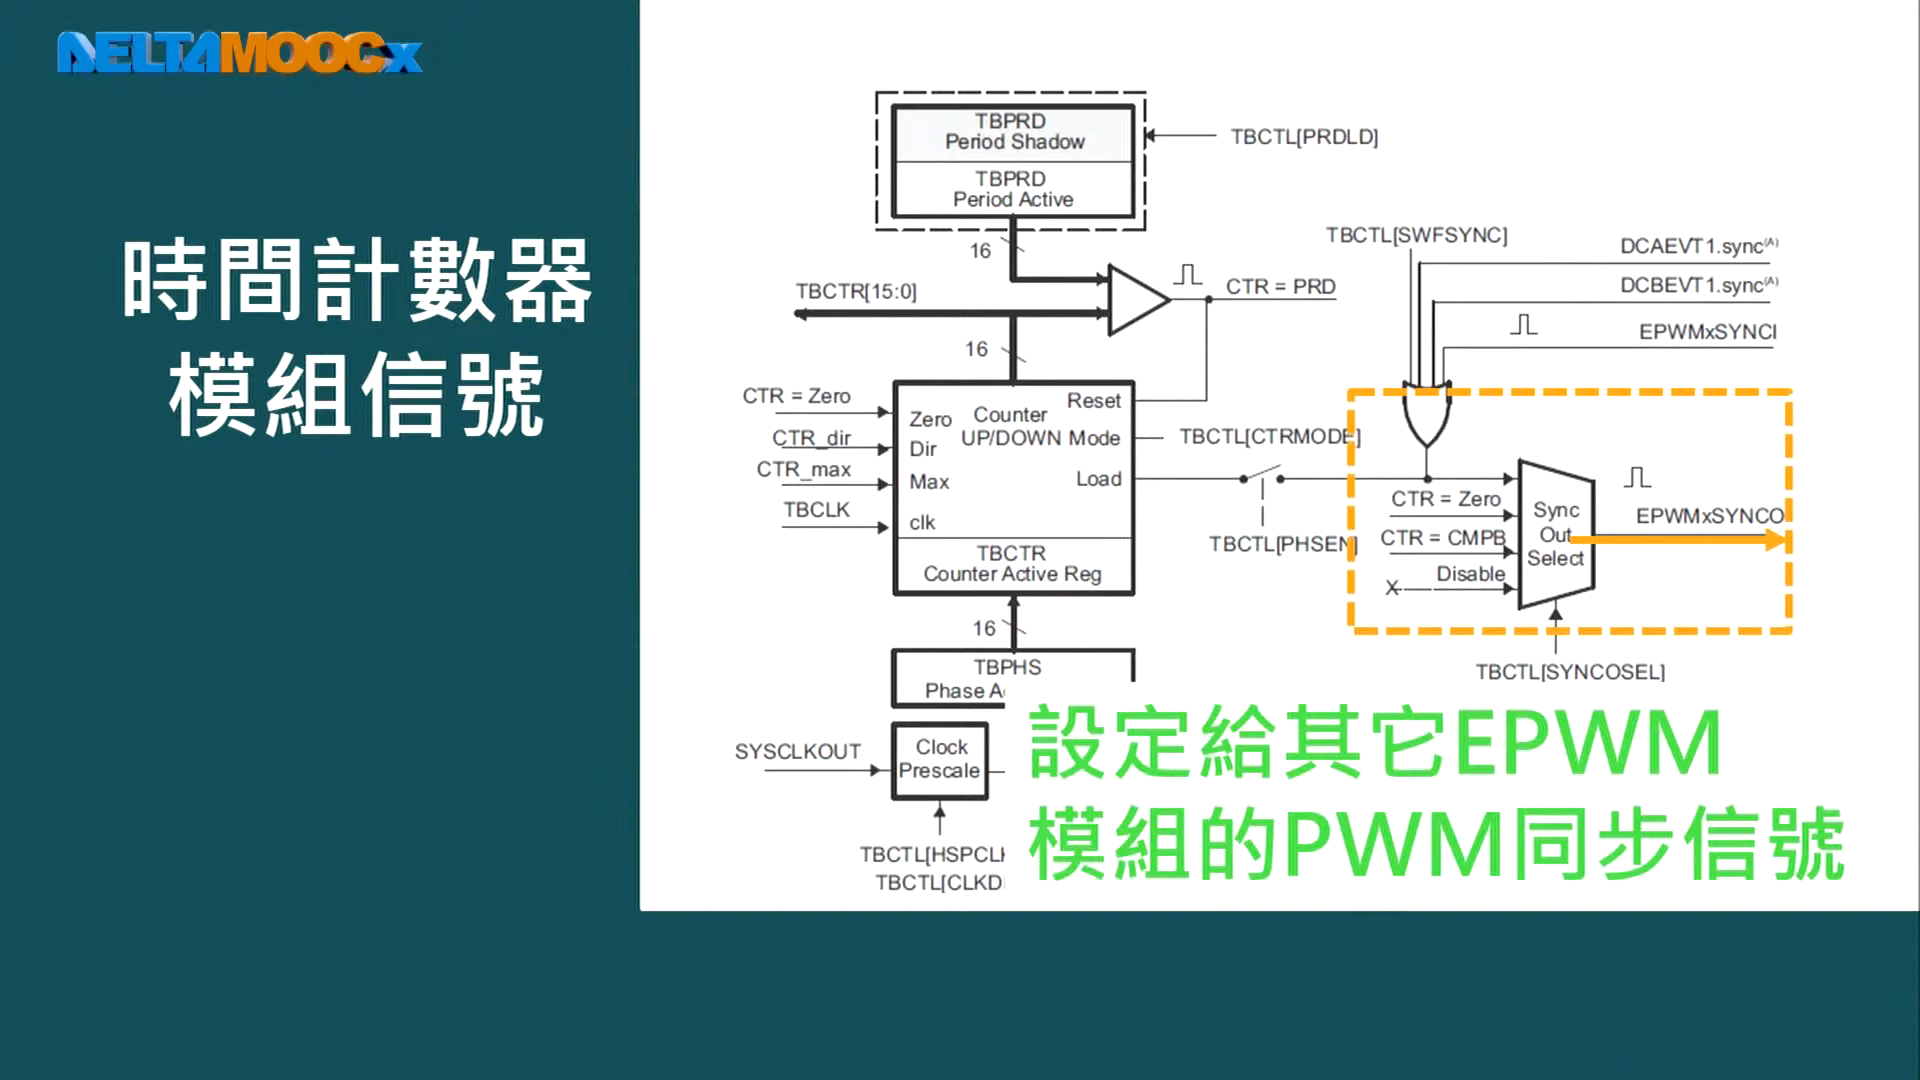 DELTAMOOCx
時間計數器
模組信號
TBPRD
Period Shadow
TBPRD
Period Active
TBCTL[PRDLD]
16
TBCTR[15:0]
CTR = PRD
16
TBCTL[SWFSYNC]
DCAEVT1.sync(A)
DCBEVT1.sync(A)
EPWMxSYNCI
CTR = Zero
CTR_dir
CTR_max
TBCLK
Zero
Dir
Max
clk
Counter
UP/DOWN Mode
Reset
Load
TBCTR
Counter Active Reg
TBCTL[CTRMODE]
TBCTL[PHSEN]
CTR = Zero
CTR = CMPB
Disable
X
Sync
Out
Select
EPWMxSYNCO
TBCTL[SYNCOSEL]
16
TBPHS
Phase A
SYSCLKOUT
Clock
Prescale
TBCTL[HSPCLK
TBCTL[CLKD
設定給其它EPWM
模組的PWM同步信號